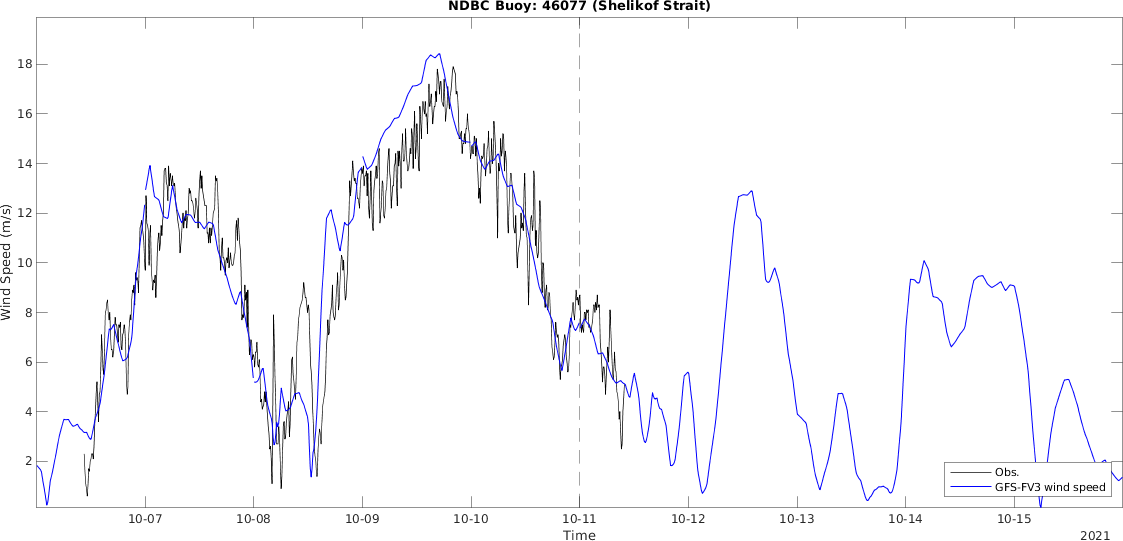 NDBC Buoy: 46077 (Shelikof Strait)
Wind Speed (m/s)
18
16
14
12
10
8
6
4
2
10-07 10-08 10-09 10-10 10-11 10-12 10-13 10-14 10-15
Time
2021
Obs.
GFS-FV3 wind speed